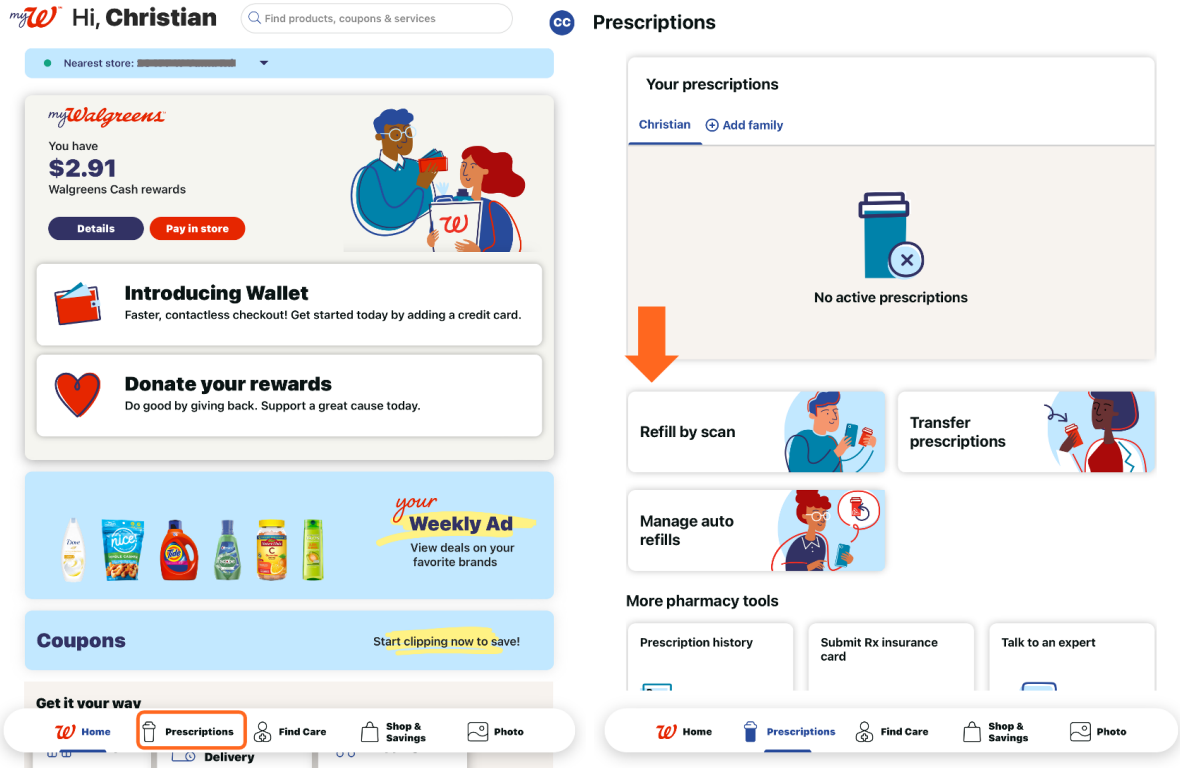 myW Hi, Christian
Find products, coupons & services
Nearest store:
myWalgreens
You have
$2.91
Walgreens Cash rewards
Details
Pay in store
W
Introducing Wallet
Faster, contactless checkout! Get started today by adding a credit card.
Donate your rewards
Do good by giving back. Support a great cause today.
Dove
nice!
Tide
scope
C
your
Weekly Ad
View deals on your
favorite brands
Coupons
Start clipping now to save!
Get it your way
W Home
Prescriptions
Find Care
Shop &
Savings
Photo
Delivery
CC Prescriptions
Your prescriptions
Christian
Add family
No active prescriptions
Refill by scan
Transfer
prescriptions
Manage auto
refills
More pharmacy tools
Prescription history
Submit Rx insurance
card
Talk to an expert
W Home
Prescriptions
Find Care
Shop &
Savings
Photo